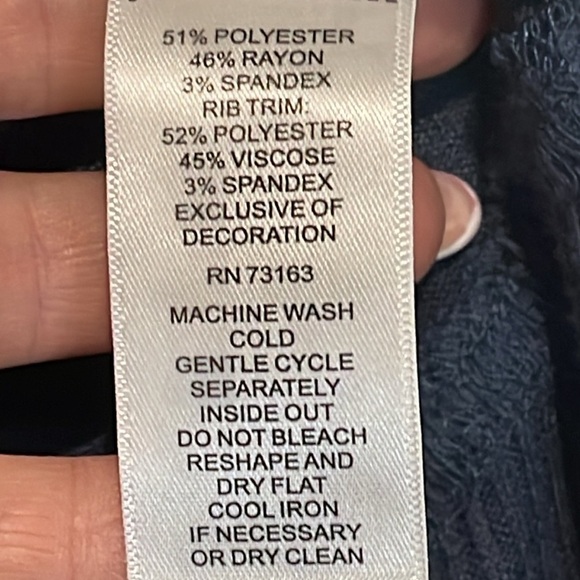 51% POLYESTER
46% RAYON
3% SPANDEX
RIB TRIM:
52% POLYESTER
45% VISCOSE
3% SPANDEX
EXCLUSIVE OF
DECORATION
RN 73163
MACHINE WASH
COLD
GENTLE CYCLE
SEPARATELY
INSIDE OUT
DO NOT BLEACH
RESHAPE AND
DRY FLAT
COOL IRON
IF NECESSARY
OR DRY CLEAN